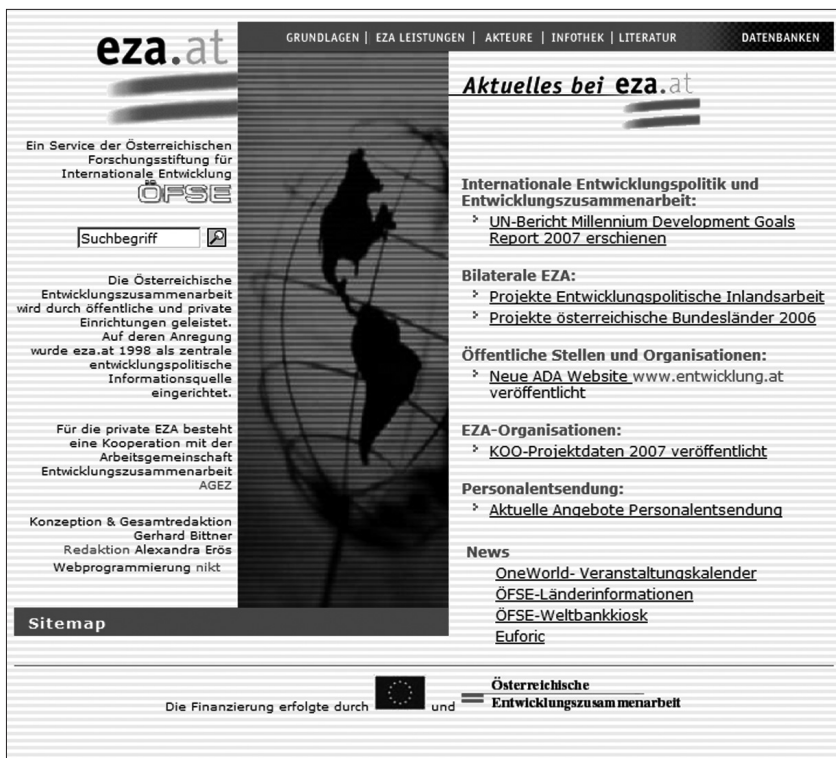 eza.at
GRUNDLAGEN | EZA LEISTUNGEN | AKTEURE | INFOTHEK | LITERATUR DATENBANKEN
Ein Service der Österreichischen
Forschungsstiftung für
Internationale Entwicklung
ÖFSE
Suchbegriff
Die Österreichische
Entwicklungszusammenarbeit
wird durch öffentliche und private
Einrichtungen geleistet.
Auf deren Anregung
wurde eza.at 1998 als zentrale
entwicklungspolitische
Informationsquelle
eingerichtet.
Für die private EZA besteht
eine Kooperation mit der
Arbeitsgemeinschaft
Entwicklungszusammenarbeit
AGEZ
Konzeption & Gesamtredaktion
Gerhard Bittner
Redaktion Alexandra Erös
Webprogrammierung nikt
Sitemap
Aktuelles bei eza.at
Internationale Entwicklungspolitik und
Entwicklungszusammenarbeit:
UN-Bericht Millennium Development Goals
Report 2007 erschienen
Bilaterale EZA:
Projekte Entwicklungspolitische Inlandsarbeit
Projekte österreichische Bundesländer 2006
Öffentliche Stellen und Organisationen:
Neue ADA Website www.entwicklung.at
veröffentlicht
EZA-Organisationen:
KOO-Projektdaten 2007 veröffentlicht
Personalentsendung:
Aktuelle Angebote Personalentsendung
News
OneWorld- Veranstaltungskalender
ÖFSE-Länderinformationen
ÖFSE-Weltbankkiosk
Euforic
Die Finanzierung erfolgte durch und
Österreichische
Entwicklungszusammenarbeit